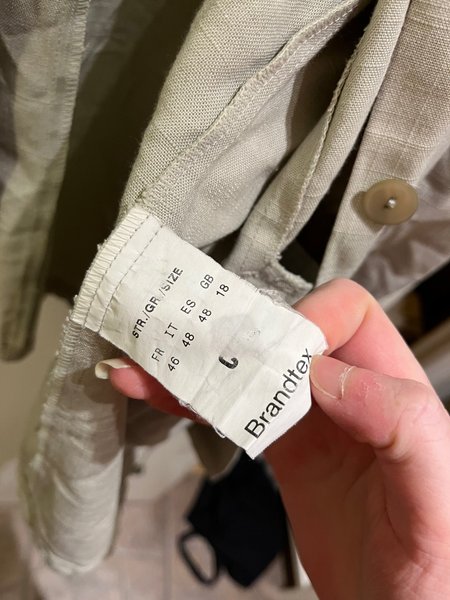 STR./GR./SIZE
FR IT ES GB
46 48 48 18
Brandtex